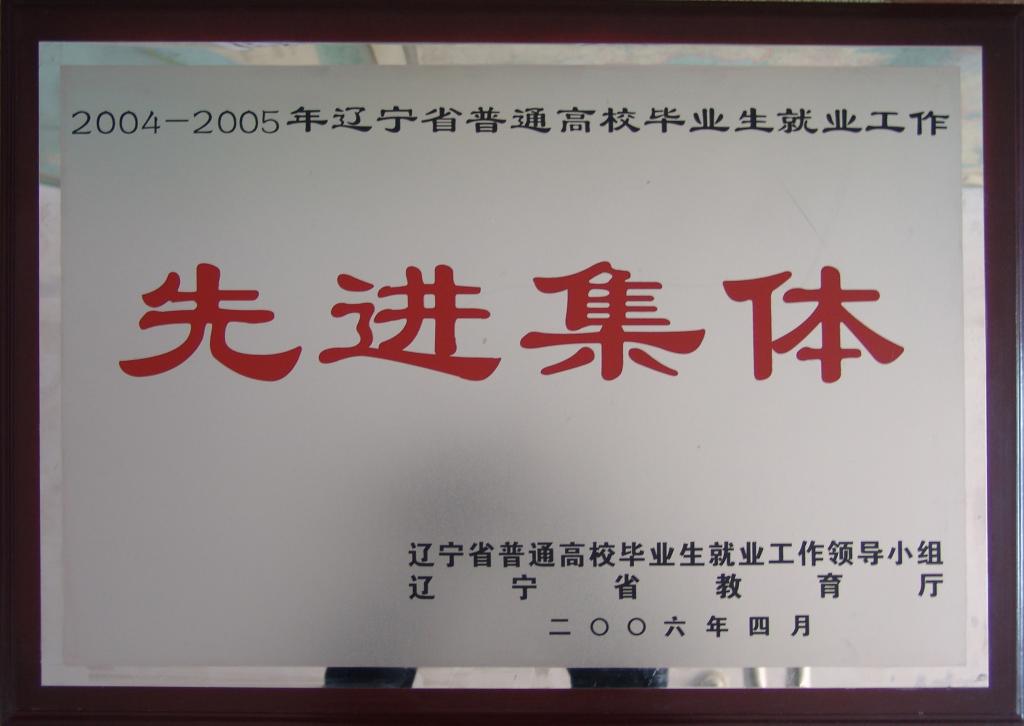 2004-2005年辽宁省普通高校毕业生就业工作
先进集体
辽宁省普通高校毕业生就业工作领导小组
辽宁省教育厅
二〇〇六年四月